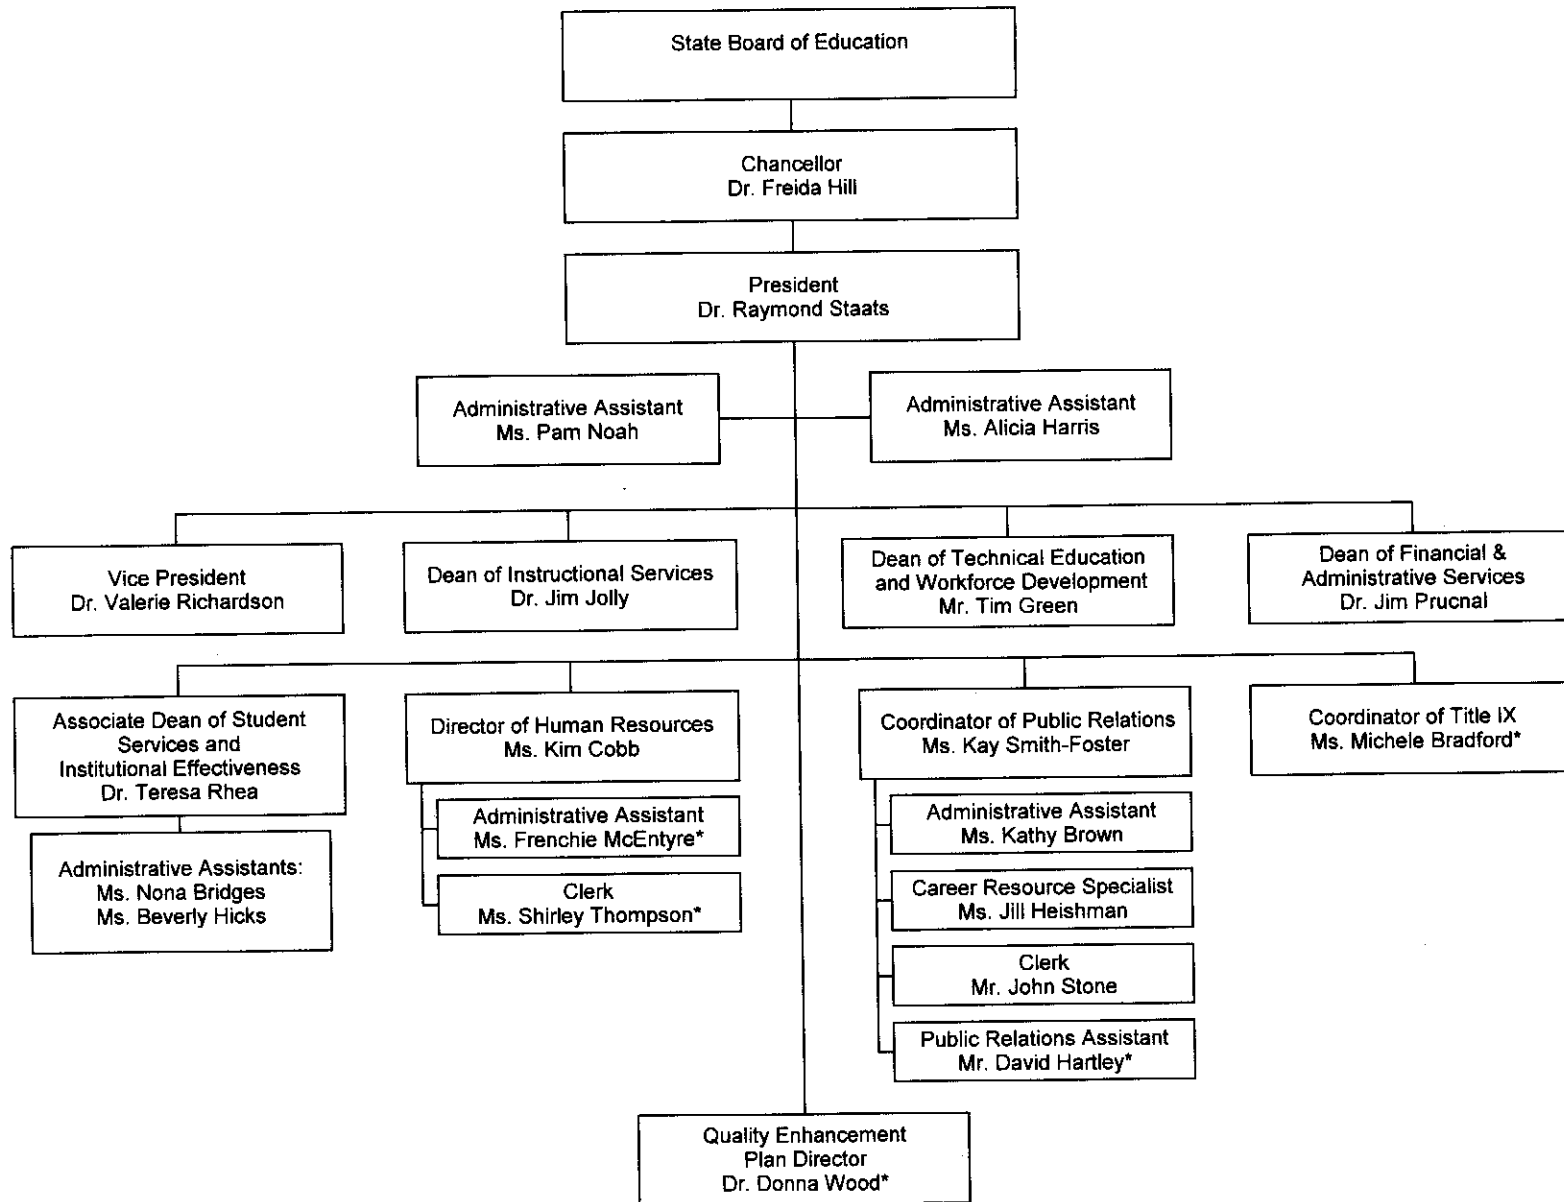 State Board of Education
Chancellor
Dr. Freida Hill
President
Dr. Raymond Staats
Administrative Assistant
Ms. Pam Noah
Administrative Assistant
Ms. Alicia Harris
Vice President
Dr. Valerie Richardson
Dean of Instructional Services
Dr. Jim Jolly
Dean of Technical Education
and Workforce Development
Mr. Tim Green
Dean of Financial &
Administrative Services
Dr. Jim Prucnal
Associate Dean of Student
Services and
Institutional Effectiveness
Dr. Teresa Rhea
Administrative Assistants:
Ms. Nona Bridges
Ms. Beverly Hicks
Director of Human Resources
Ms. Kim Cobb
Administrative Assistant
Ms. Frenchie McEntyre*
Clerk
Ms. Shirley Thompson*
Coordinator of Public Relations
Ms. Kay Smith-Foster
Administrative Assistant
Ms. Kathy Brown
Career Resource Specialist
Ms. Jill Heishman
Clerk
Mr. John Stone
Public Relations Assistant
Mr. David Hartley*
Coordinator of Title IX
Ms. Michele Bradford*
Quality Enhancement
Plan Director
Dr. Donna Wood*